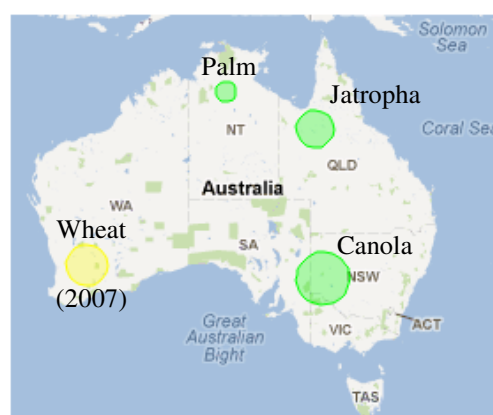 Solomon
Sea
Palm
Jatropha
NT
Coral Sea
QLD
Australia
WA
Wheat
SA
Canola
NSW
(2007)
Great
Australian
Bight
VIC
ACT
TAS